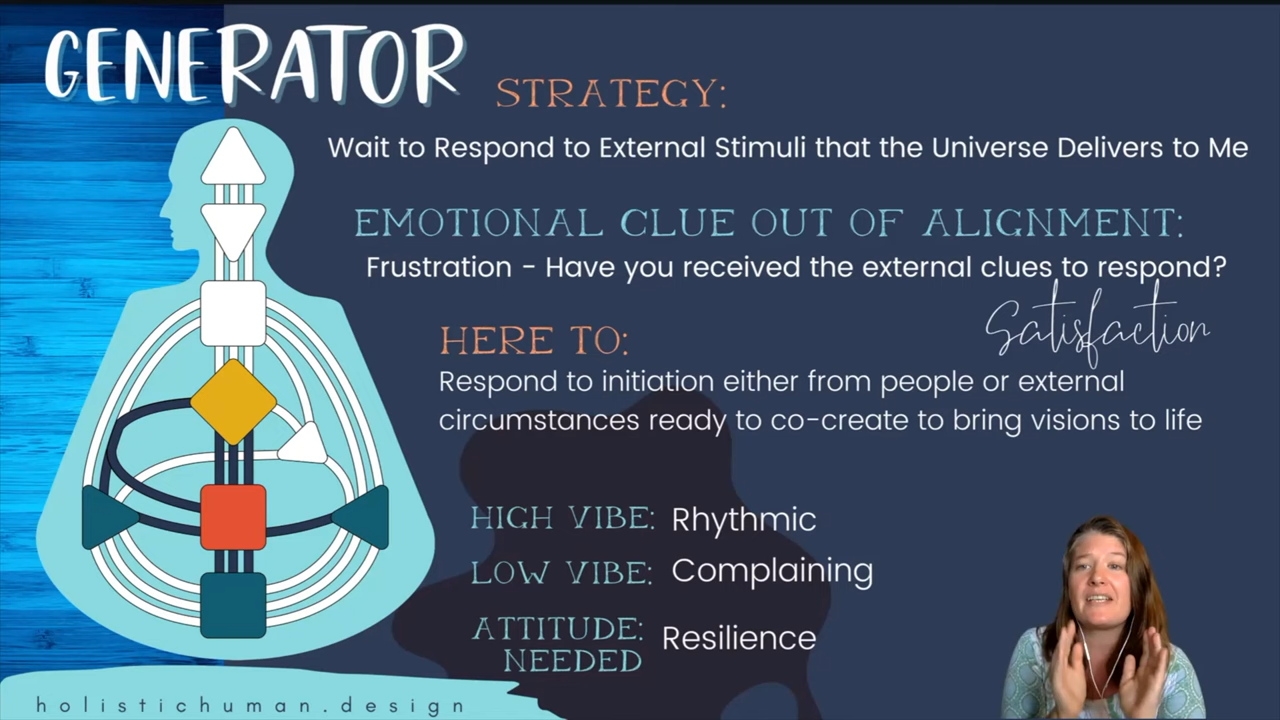 GENERATOR
STRATEGY:
Wait to Respond to External Stimuli that the Universe Delivers to Me
EMOTIONAL CLUE OUT OF ALIGNMENT:
Frustration - Have you received the external clues to respond?
Satisfaction
HERE TO:
Respond to initiation either from people or external
circumstances ready to co-create to bring visions to life
HIGH VIBE: Rhythmic
LOW VIBE: Complaining
ATTITUDE: Resilience
NEEDED
holistichuman.design